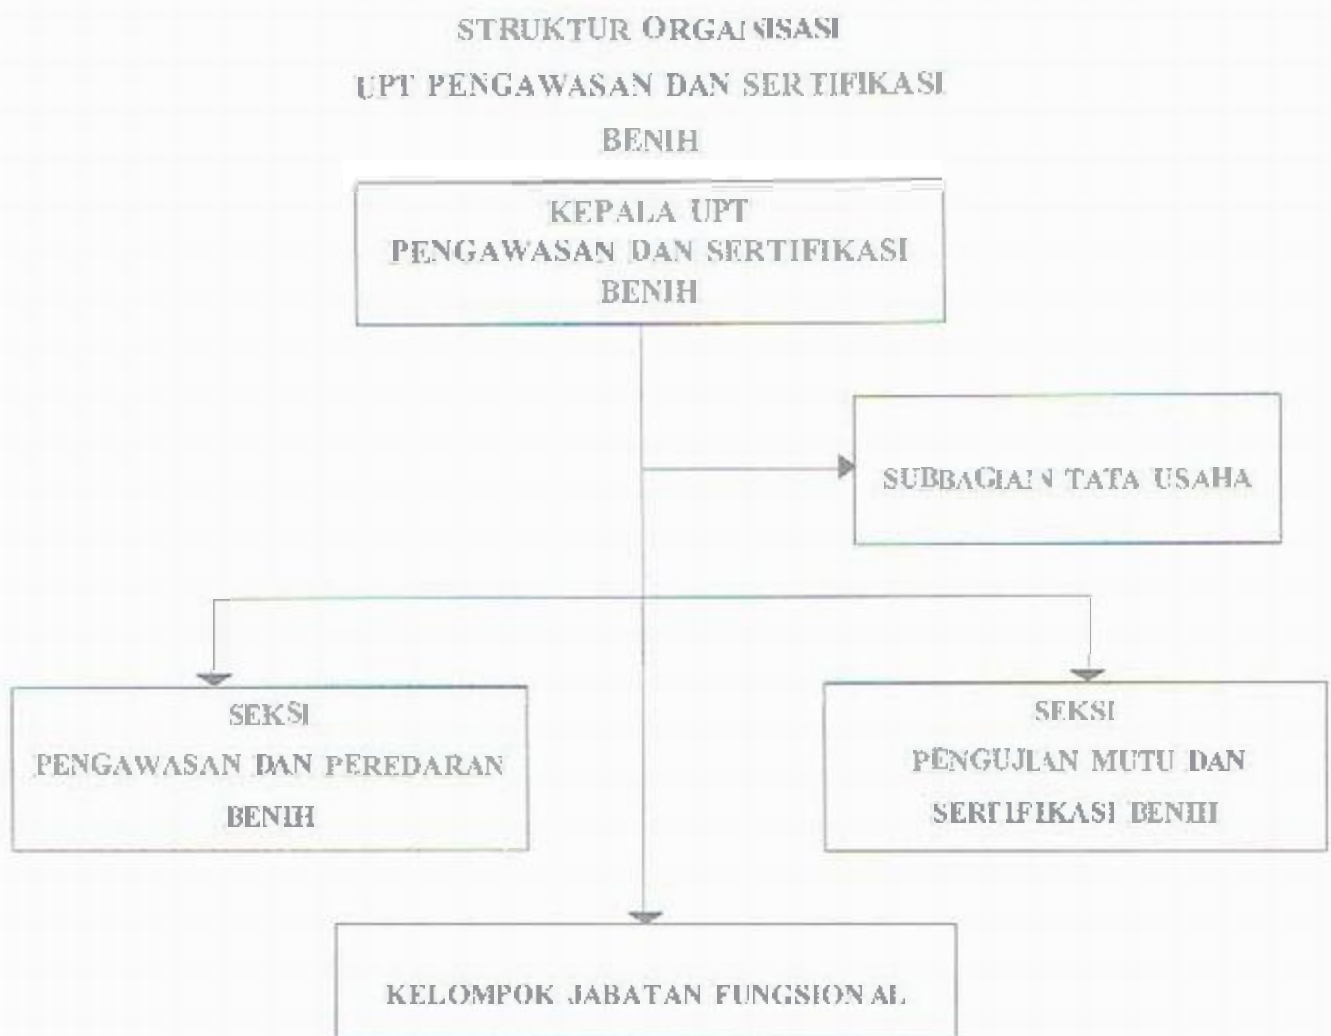 STRUKTUR ORGANISASI
UPT PENGAWASAN DAN SERTIFIKASI
BENIH
KEPALA UPT
PENGAWASAN DAN SERTIFIKASI
BENIH
SUBBAGIAN TATA USAHA
SEKSI
PENGAWASAN DAN PEREDARAN
BENIH
SEKSI
PENGUJIAN MUTU DAN
SERTIFIKASI BENIH
KELOMPOK JABATAN FUNGSIONAL